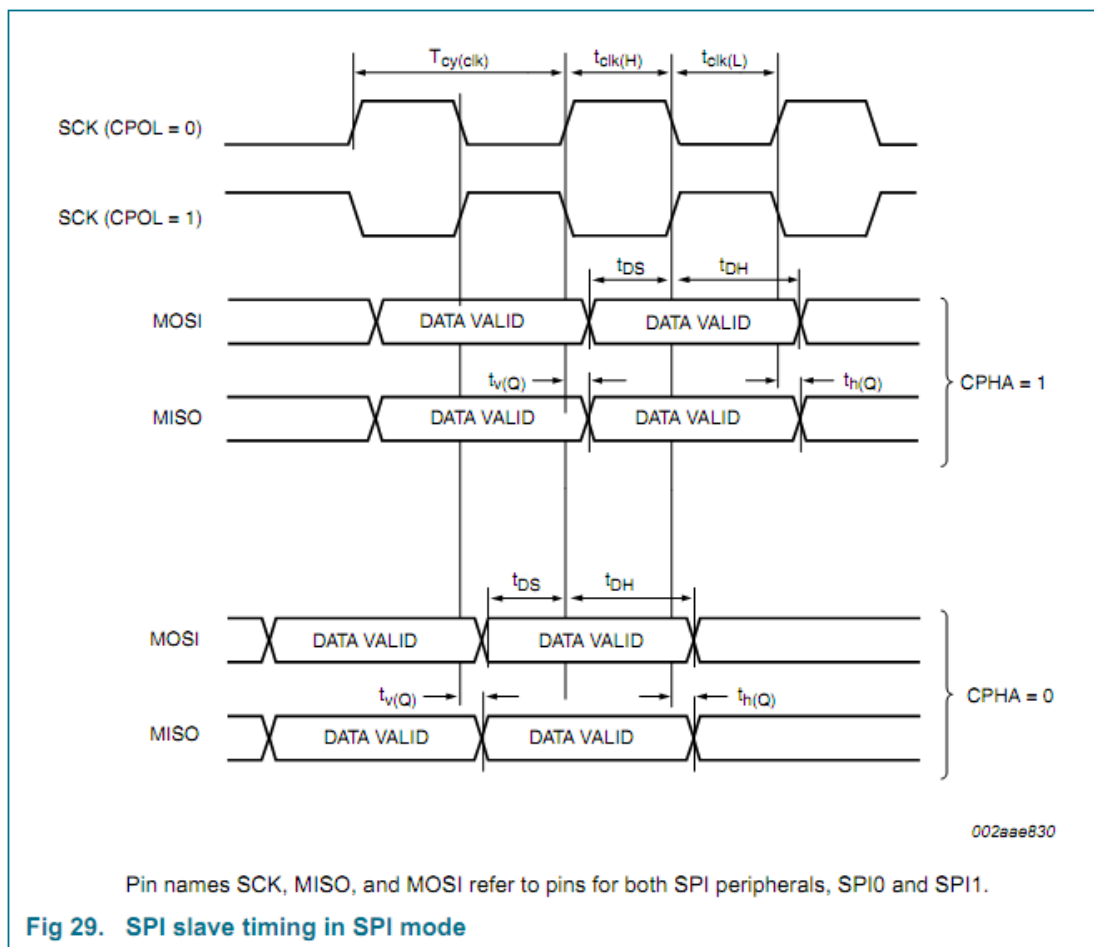 Tcy(clk) tclk(H) tclk(L)
SCK (CPOL = 0)
SCK (CPOL = 1)
tDS tDH
MOSI DATA VALID DATA VALID
tv(Q) th(Q)
CPHA = 1
MISO DATA VALID DATA VALID
tDS tDH
MOSI DATA VALID DATA VALID
tv(Q) th(Q)
CPHA = 0
MISO DATA VALID DATA VALID
002aae830
Pin names SCK, MISO, and MOSI refer to pins for both SPI peripherals, SPI0 and SPI1.
Fig 29. SPI slave timing in SPI mode